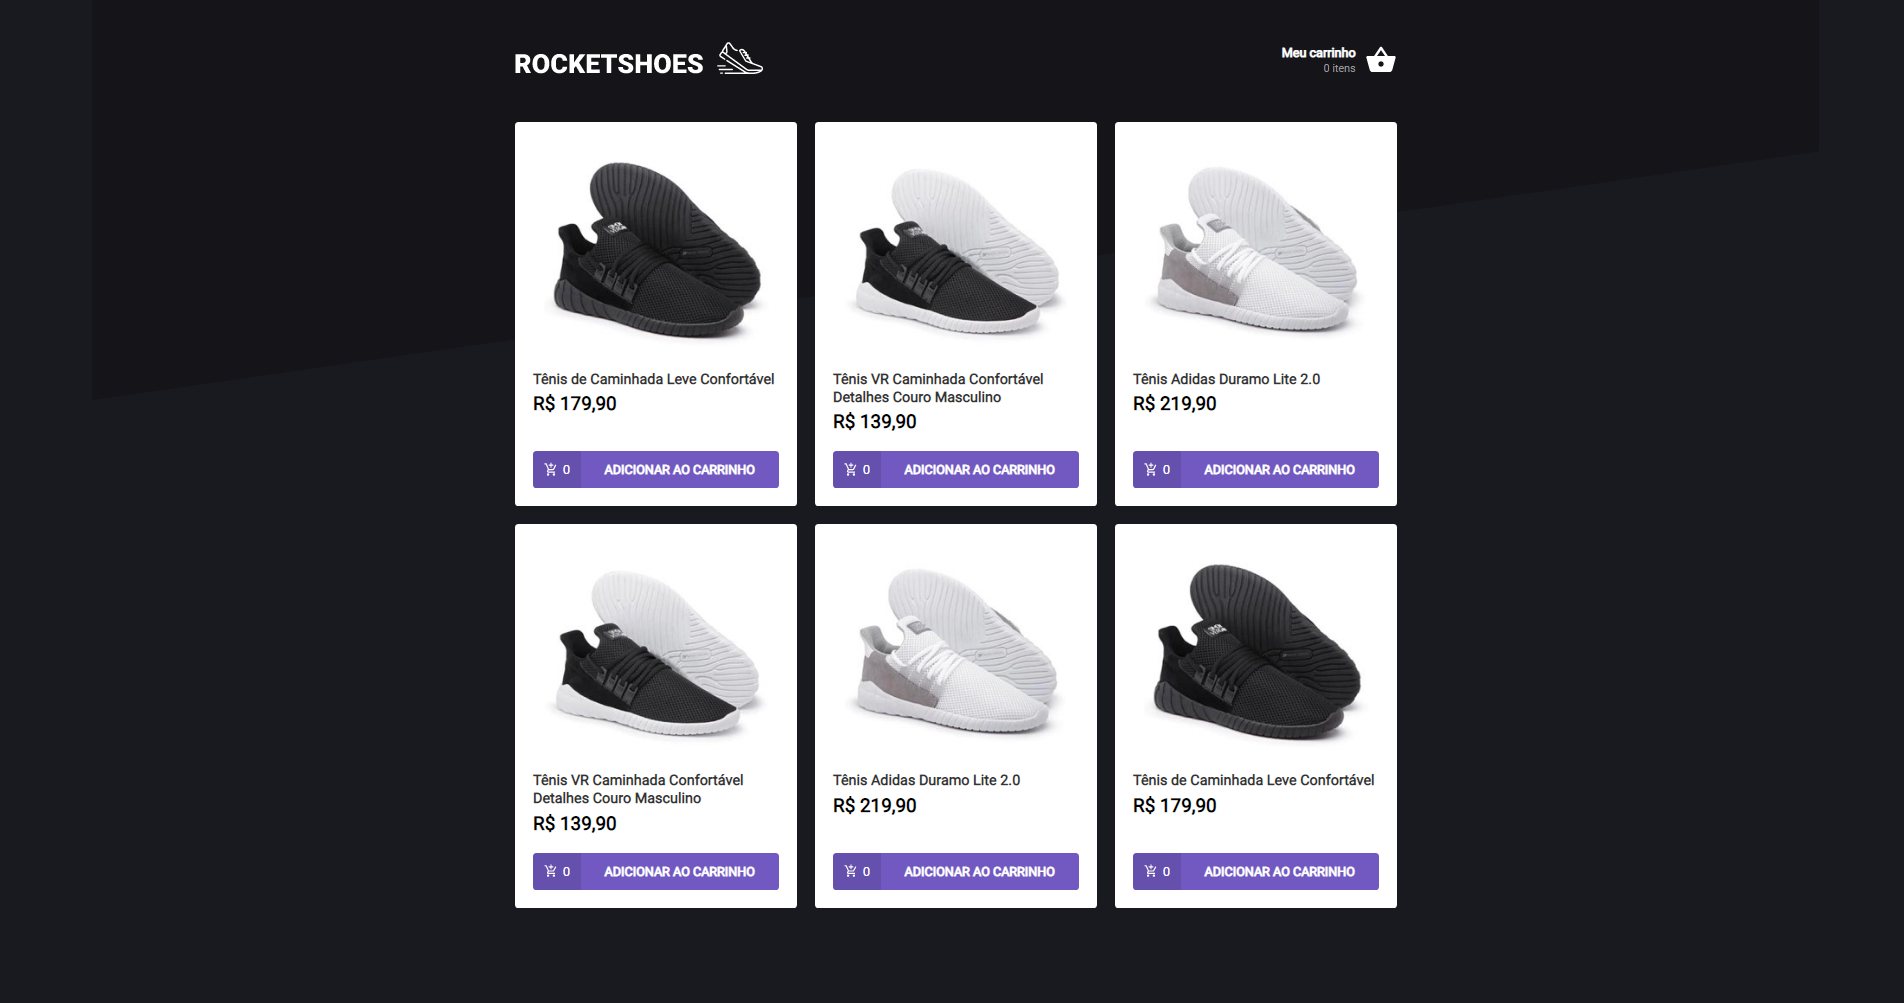 ROCKETSHOES
Meu carrinho
0 itens
Tênis de Caminhada Leve Confortável
R$ 179,90
0 ADICIONAR AO CARRINHO
Tênis VR Caminhada Confortável
Detalhes Couro Masculino
R$ 139,90
0 ADICIONAR AO CARRINHO
Tênis Adidas Duramo Lite 2.0
R$ 219,90
0 ADICIONAR AO CARRINHO
Tênis VR Caminhada Confortável
Detalhes Couro Masculino
R$ 139,90
0 ADICIONAR AO CARRINHO
Tênis Adidas Duramo Lite 2.0
R$ 219,90
0 ADICIONAR AO CARRINHO
Tênis de Caminhada Leve Confortável
R$ 179,90
0 ADICIONAR AO CARRINHO